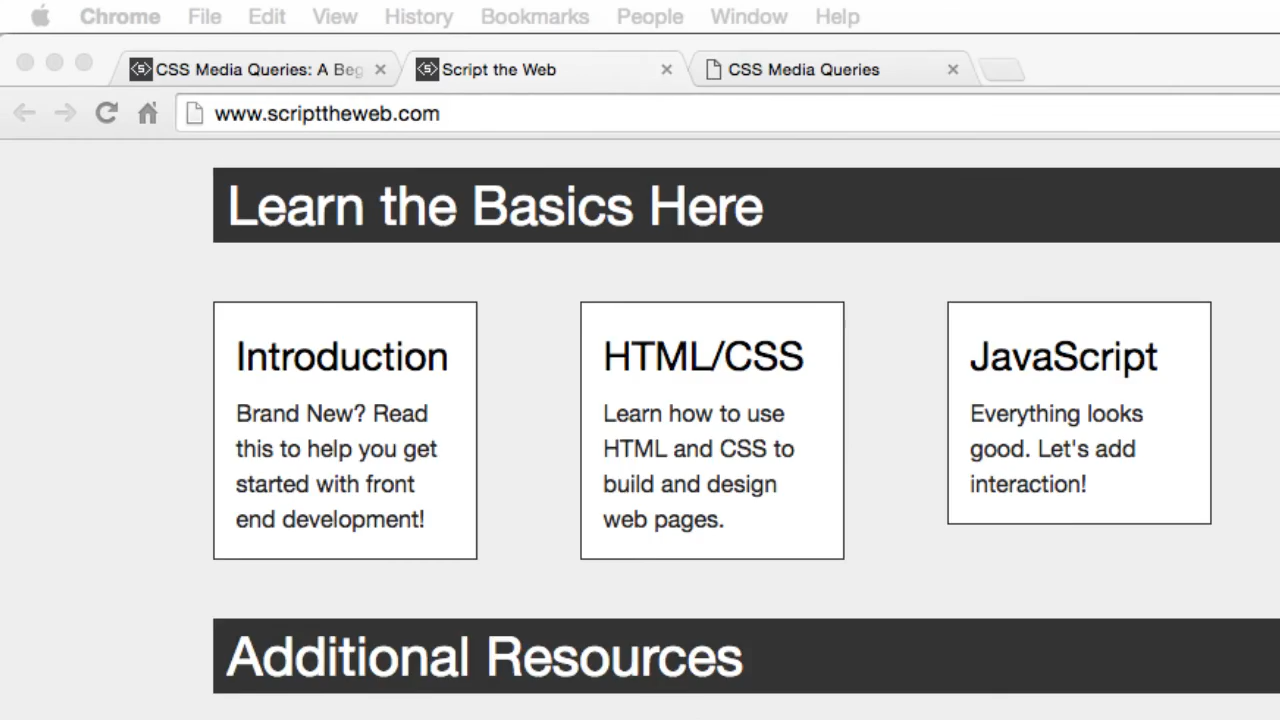 Chrome File Edit View History Bookmarks People Window Help
CSS Media Queries: A Beg Script the Web CSS Media Queries
www.scripttheweb.com
Learn the Basics Here
Introduction
Brand New? Read
this to help you get
started with front
end development!
HTML/CSS
Learn how to use
HTML and CSS to
build and design
web pages.
JavaScript
Everything looks
good. Let's add
interaction!
Additional Resources